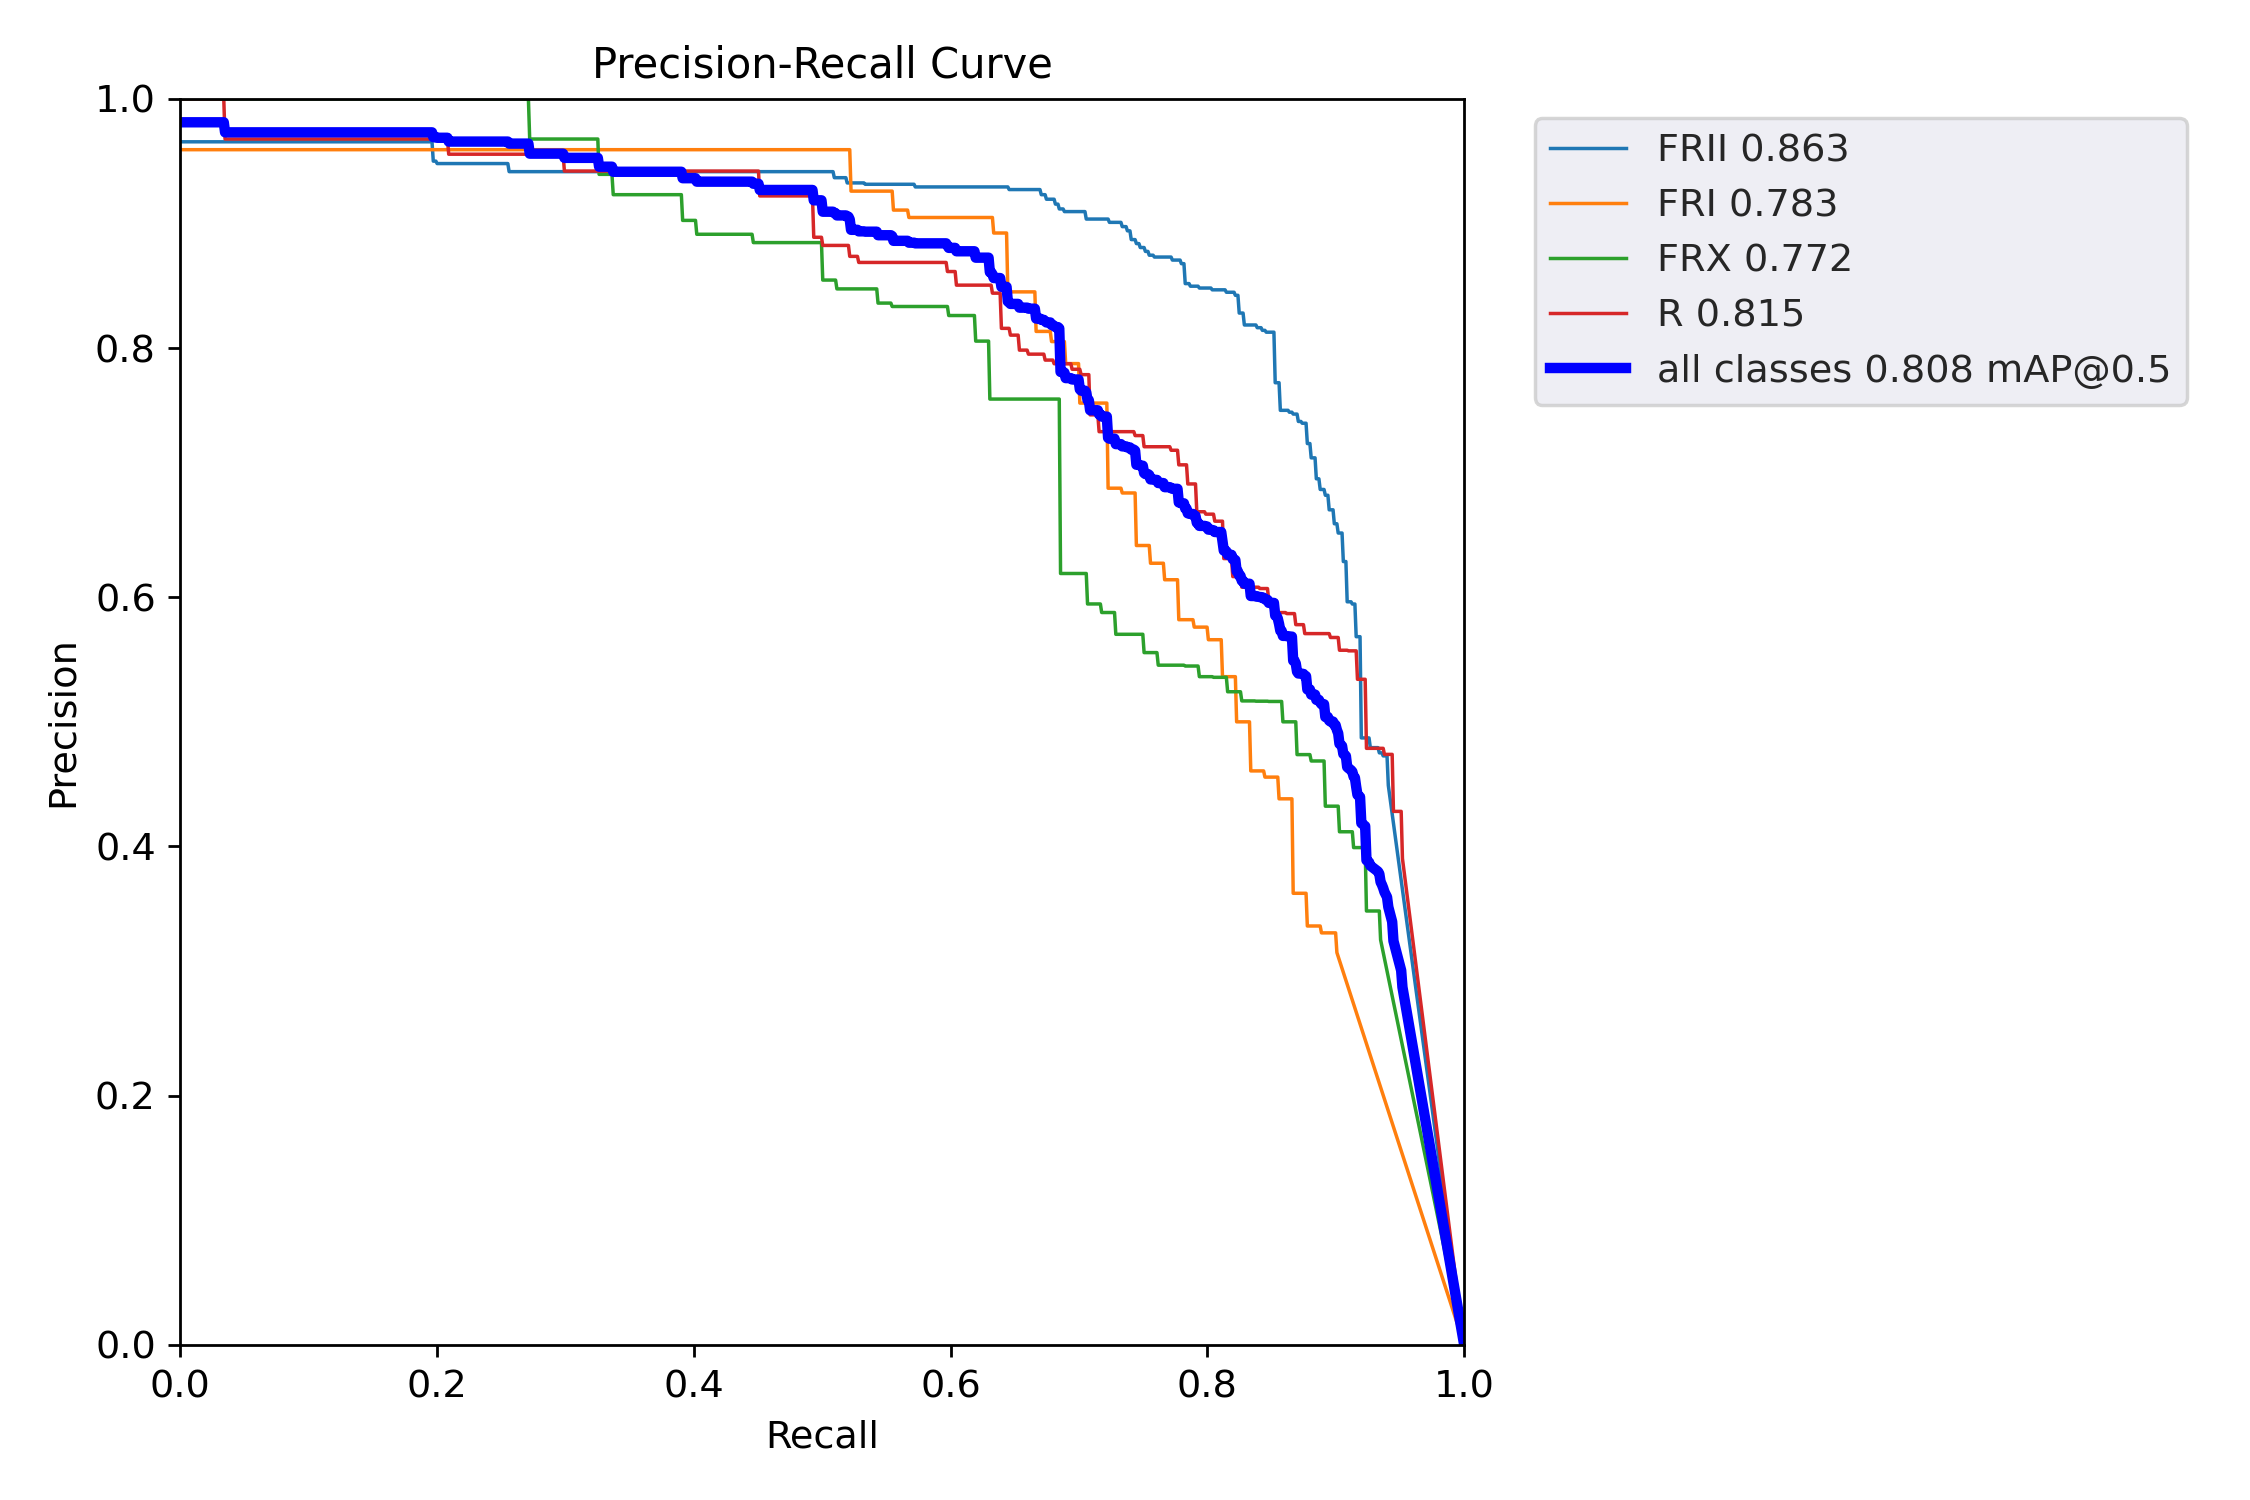 Precision-Recall Curve
1.0
0.8
0.6
0.4
0.2
0.0
Precision
0.0 0.2 0.4 0.6 0.8 1.0
Recall
FRII 0.863
FRI 0.783
FRX 0.772
R 0.815
all classes 0.808 mAP@0.5